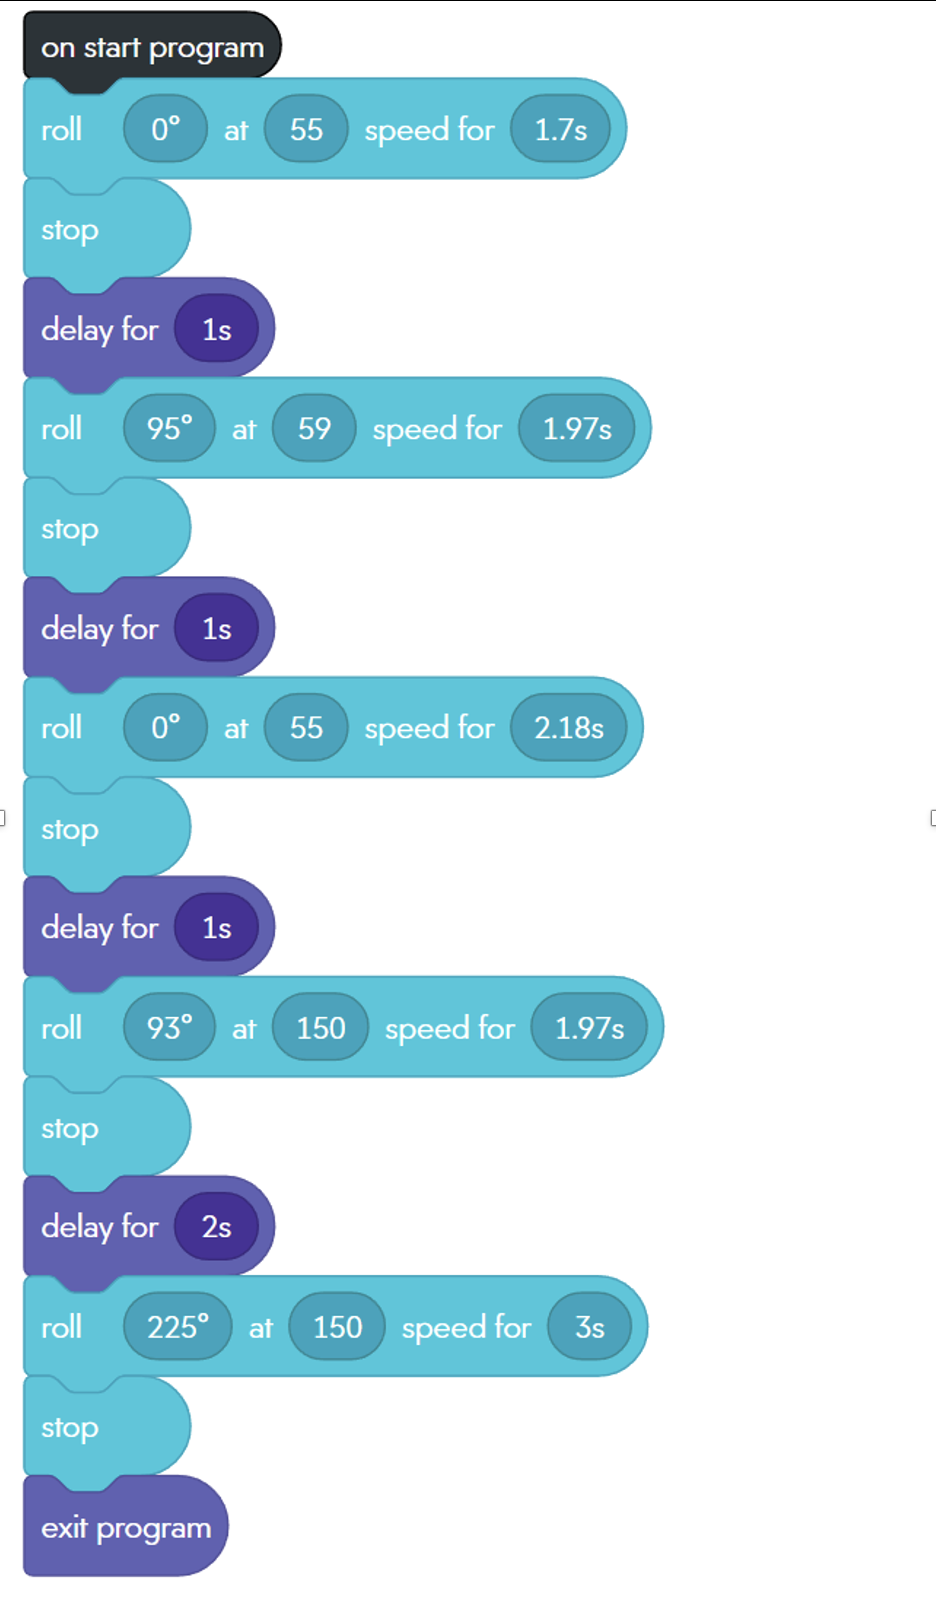 on start program
roll 0° at 55 speed for 1.7s
stop
delay for 1s
roll 95° at 59 speed for 1.97s
stop
delay for 1s
roll 0° at 55 speed for 2.18s
stop
delay for 1s
roll 93° at 150 speed for 1.97s
stop
delay for 2s
roll 225° at 150 speed for 3s
stop
exit program